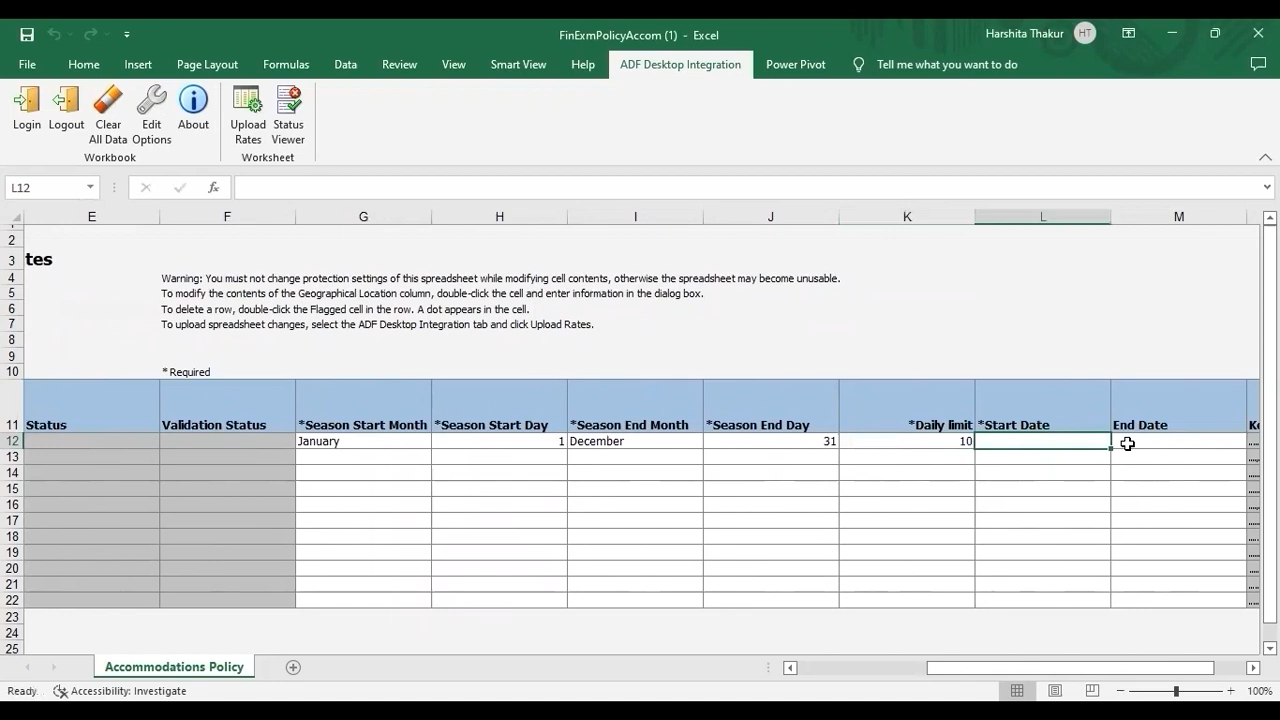 FinExmPolicyAccom (1) - Excel
Harshita Thakur
HT
File Home Insert Page Layout Formulas Data Review View Smart View Help ADF Desktop Integration Power Pivot Tell me what you want to do
Login Logout Clear All Data Edit Options About Upload Rates Status Viewer
Workbook Worksheet
L12 fx
E F G H I J K L M
2
3 tes
4 Warning: You must not change protection settings of this spreadsheet while modifying cell contents, otherwise the spreadsheet may become unusable.
5 To modify the contents of the Geographical Location column, double-click the cell and enter information in the dialog box.
6 To delete a row, double-click the Flagged cell in the row. A dot appears in the cell.
7 To upload spreadsheet changes, select the ADF Desktop Integration tab and click Upload Rates.
8
9
10 * Required
11 Status Validation Status *Season Start Month *Season Start Day *Season End Month *Season End Day *Daily limit *Start Date End Date
12 January 1 December 31 10
13
14
15
16
17
18
19
20
21
22
23
24
25
Accommodations Policy
Ready Accessibility: Investigate 100%